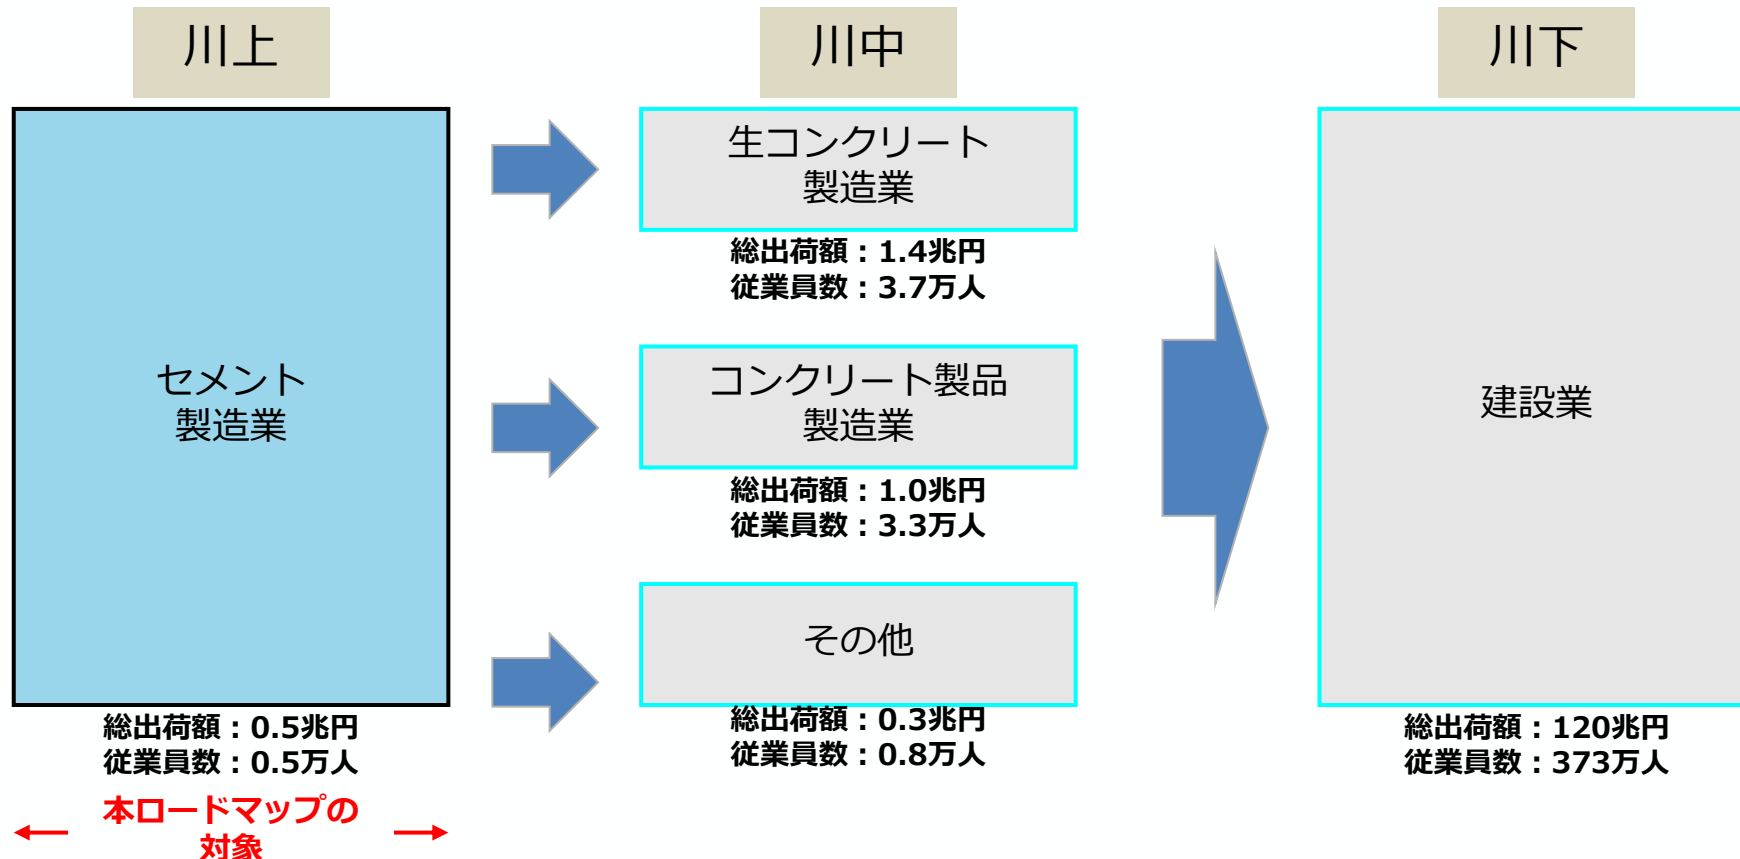 川上
川中
川下
セメント
製造業
総出荷額：0.5兆円
従業員数：0.5万人
本ロードマップの
対象
生コンクリート
製造業
総出荷額：1.4兆円
従業員数：3.7万人
コンクリート製品
製造業
総出荷額：1.0兆円
従業員数：3.3万人
その他
総出荷額：0.3兆円
従業員数：0.8万人
建設業
総出荷額：120兆円
従業員数：373万人